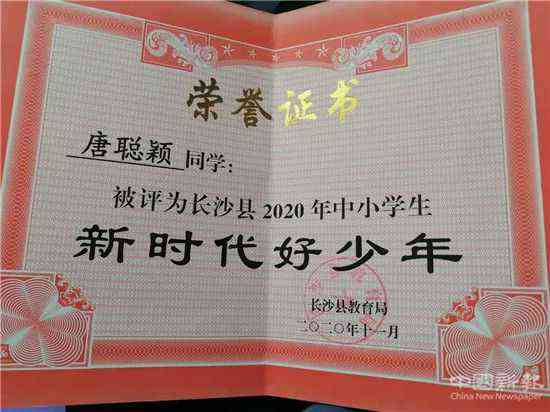 荣誉证书
唐聪颖同学：
被评为长沙县2020年中小学生
新时代好少年
长沙县教育局
二〇二〇年十一月
中国新报
China New Newspaper